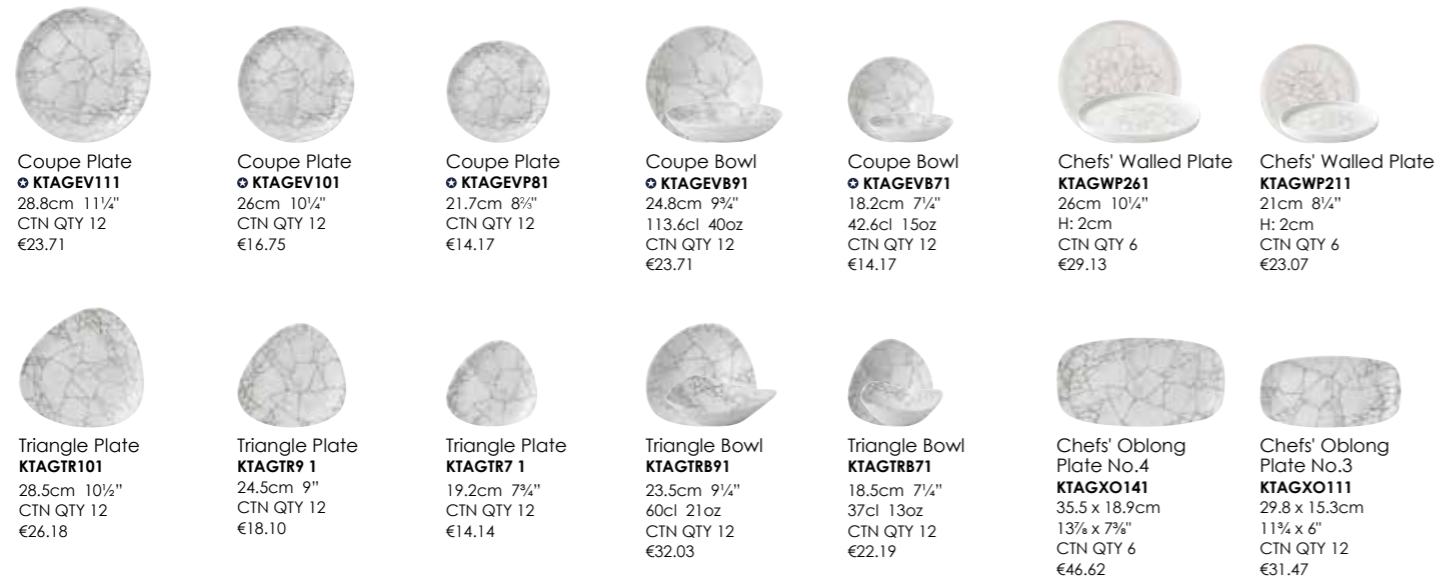 Coupe Plate
✪ KTAGEV111
28.8cm 11¼"
CTN QTY 12
€23.71
Coupe Plate
✪ KTAGEV101
26cm 10¼"
CTN QTY 12
€16.75
Coupe Plate
✪ KTAGEVP81
21.7cm 8⅔"
CTN QTY 12
€14.17
Coupe Bowl
✪ KTAGEVB91
24.8cm 9¾"
113.6cl 40oz
CTN QTY 12
€23.71
Coupe Bowl
✪ KTAGEVB71
18.2cm 7¼"
42.6cl 15oz
CTN QTY 12
€14.17
Chefs' Walled Plate
KTAGWP261
26cm 10¼"
H: 2cm
CTN QTY 6
€29.13
Chefs' Walled Plate
KTAGWP211
21cm 8¼"
H: 2cm
CTN QTY 6
€23.07
Triangle Plate
KTAGTR101
28.5cm 10½”
CTN QTY 12
€26.18
Triangle Plate
KTAGTR9 1
24.5cm 9”
CTN QTY 12
€18.10
Triangle Plate
KTAGTR7 1
19.2cm 7¾”
CTN QTY 12
€14.14
Triangle Bowl
KTAGTRB91
23.5cm 9¼”
60cl 21oz
CTN QTY 12
€32.03
Triangle Bowl
KTAGTRB71
18.5cm 7¼”
37cl 13oz
CTN QTY 12
€22.19
Chefs' Oblong
Plate No.4
KTAGXO141
35.5 x 18.9cm
13⅞ x 7⅜"
CTN QTY 6
€46.62
Chefs' Oblong
Plate No.3
KTAGXO111
29.8 x 15.3cm
11¾ x 6"
CTN QTY 12
€31.47